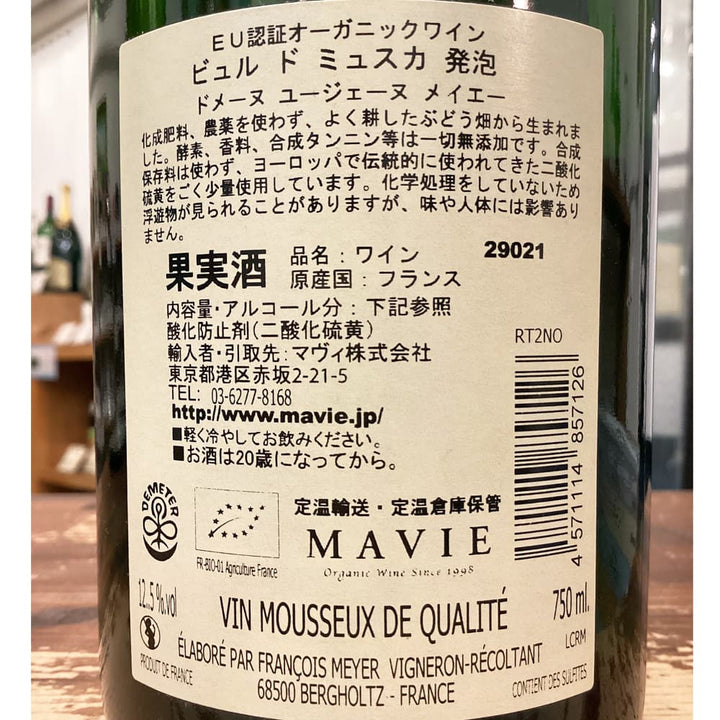 EU認証オーガニックワイン
ビュル ド ミュスカ 発泡
ドメーヌ ユージェーヌ メイエー
化成肥料、農薬を使わず、よく耕したぶどう畑から生まれま
した。酵素、香料、合成タンニン等は一切無添加です。合成
保存料は使わず、ヨーロッパで伝統的に使われてきた二酸化
硫黄をごく少量使用しています。化学処理をしていないため
浮遊物が見られることがありますが、味や人体には影響あり
ません。
果実酒
品名：ワイン
29021
原産国：フランス
内容量・アルコール分：下記参照
酸化防止剤(二酸化硫黄)
RT2NO
輸入者・引取先：マヴィ株式会社
東京都港区赤坂2-21-5
TEL: 03-6277-8168
http://www.mavie.jp/
■軽く冷やしてお飲みください。
■お酒は20歳になってから。
4 571114 857126
DEMETER
FR-BIO-01 Agriculture France
定温輸送・定温倉庫保管
MAVIE
Organic Wine Since 1998
12.5 %.vol
VIN MOUSSEUX DE QUALITÉ
750 ml.
PRODUIT DE FRANCE
ÉLABORÉ PAR FRANÇOIS MEYER VIGNERON-RÉCOLTANT
68500 BERGHOLTZ - FRANCE
LCRM
CONTIENT DES SULFITES